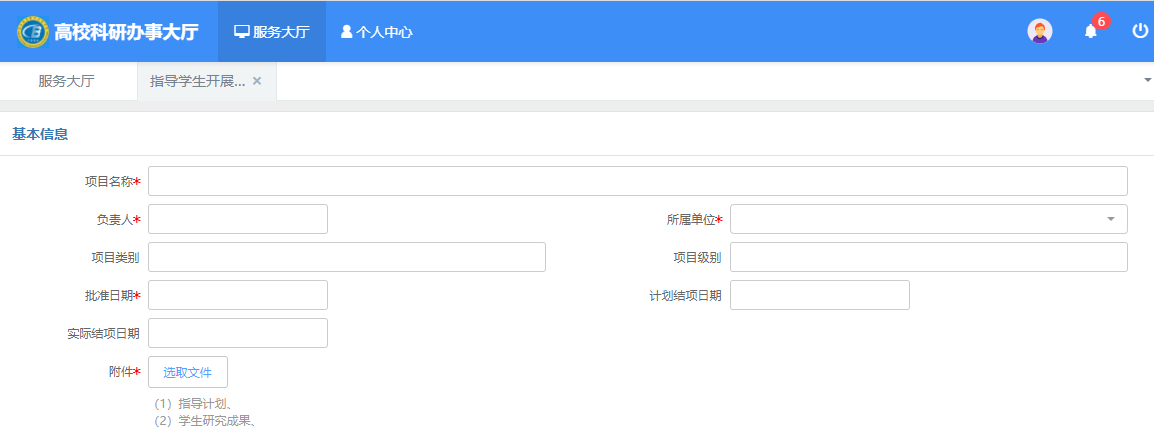 高校科研办事大厅 服务大厅 个人中心 6
服务大厅 指导学生开展... ×
基本信息
项目名称*
负责人* 所属单位*
项目类别 项目级别
批准日期* 计划结项日期
实际结项日期
附件* 选取文件
（1）指导计划、
（2）学生研究成果、